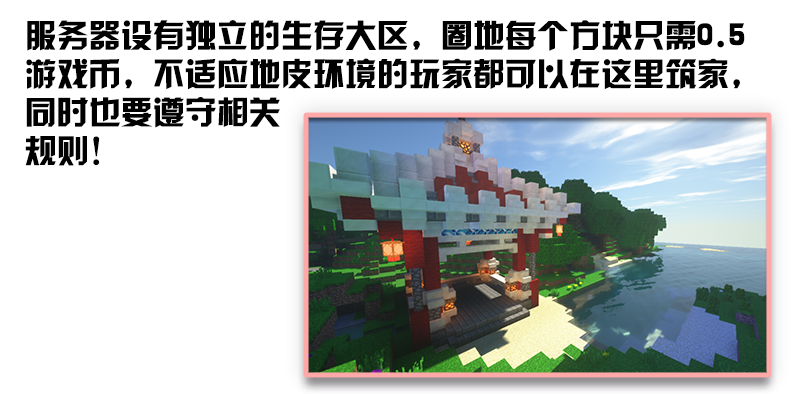 服务器设有独立的生存大区，圈地每个方块只需0.5
游戏币，不适应地皮环境的玩家都可以在这里筑家，
同时也要遵守相关
规则！